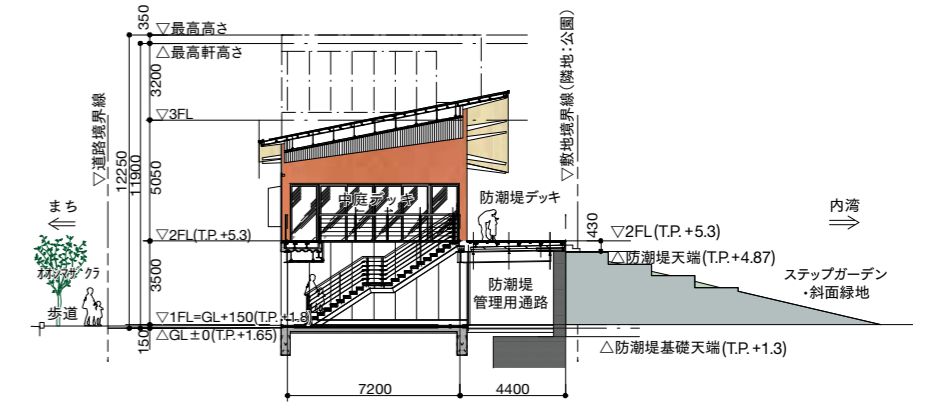 350
▽最高高さ
△最高軒高さ
3200
▽3FL
▽道路境界線
▽敷地境界線(隣地:公園)
12250
11900
5050
中庭デッキ
防潮堤デッキ
まち
内湾
430
▽2FL(T.P.+5.3)
▽2FL(T.P.+5.3)
△防潮堤天端(T.P.+4.87)
オオシマザクラ
3500
防潮堤
管理用通路
ステップガーデン
・斜面緑地
歩道
▽1FL=GL+150(T.P.+1.8)
150
△GL±0(T.P.+1.65)
△防潮堤基礎天端(T.P.+1.3)
7200
4400